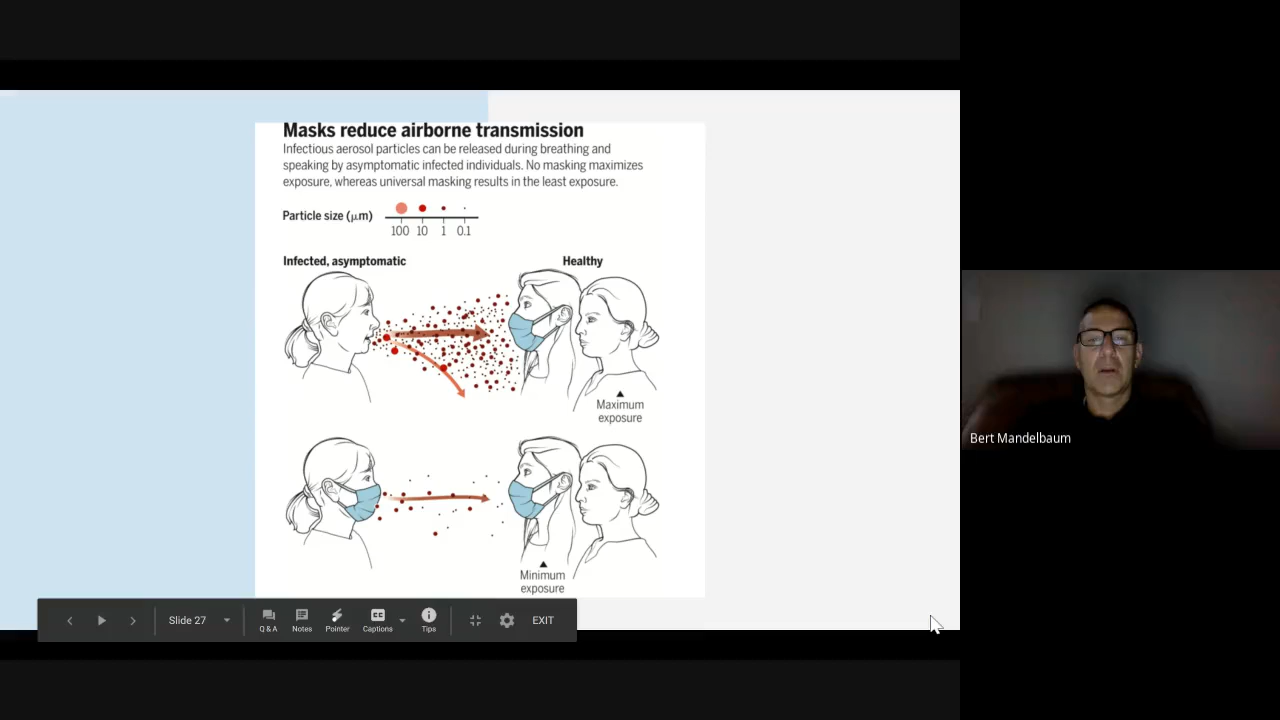 Masks reduce airborne transmission
Infectious aerosol particles can be released during breathing and
speaking by asymptomatic infected individuals. No masking maximizes
exposure, whereas universal masking results in the least exposure.
Particle size (μm)
100 10 1 0.1
Infected, asymptomatic
Healthy
Maximum
exposure
Minimum
exposure
Bert Mandelbaum
Slide 27
Q & A
Notes
Pointer
Captions
Tips
EXIT
CC